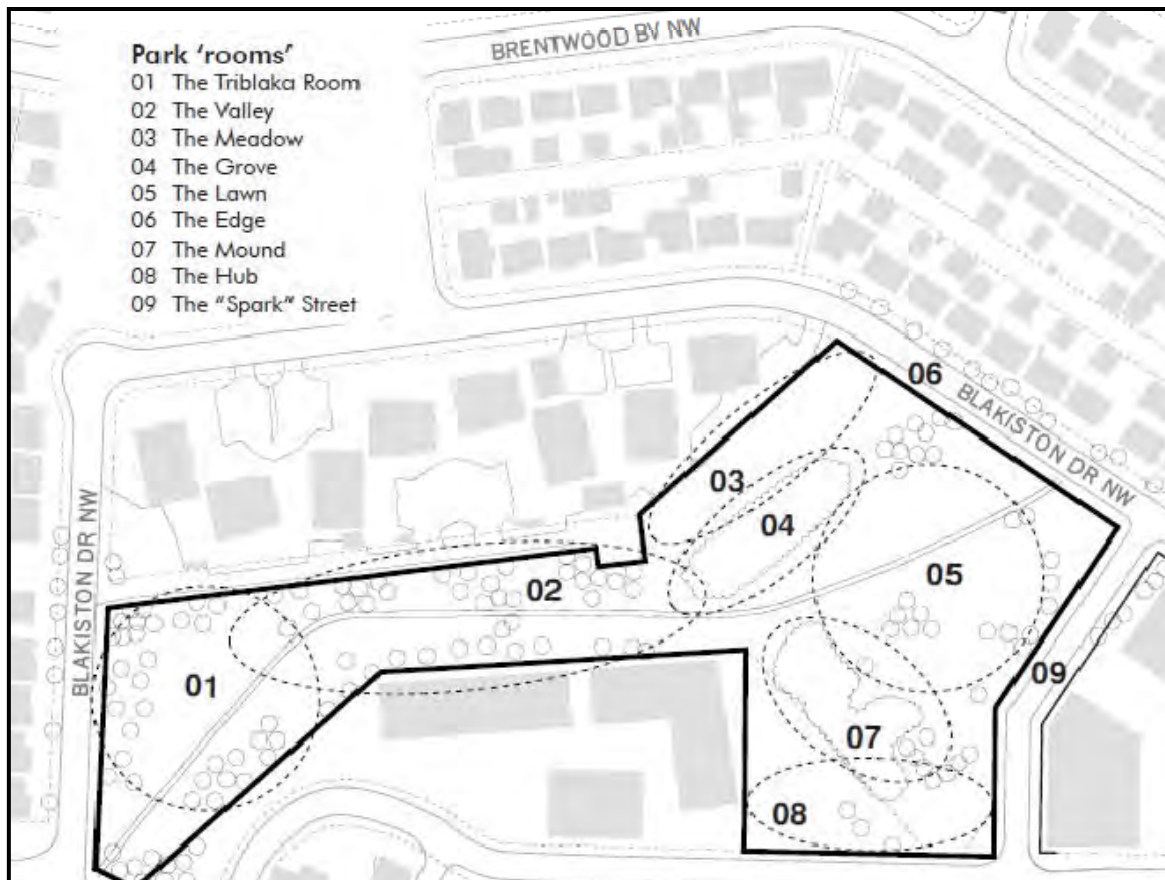 BRENTWOOD BV NW
Park 'rooms'
01 The Triblaka Room
02 The Valley
03 The Meadow
04 The Grove
05 The Lawn
06 The Edge
07 The Mound
08 The Hub
09 The "Spark" Street
06
BLAKISTON DR NW
03
04
BLAKISTON DR NW
02
05
01
09
07
08